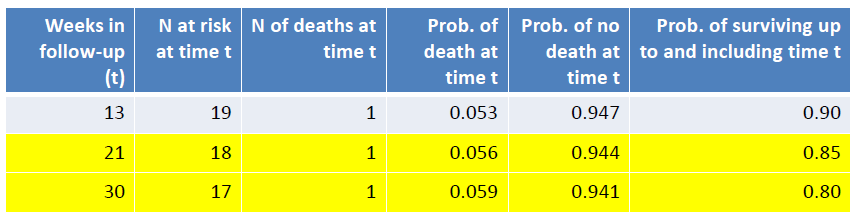 Weeks in follow-up (t) N at risk at time t N of deaths at time t Prob. of death at time t Prob. of no death at time t Prob. of surviving up to and including time t
13 19 1 0.053 0.947 0.90
21 18 1 0.056 0.944 0.85
30 17 1 0.059 0.941 0.80